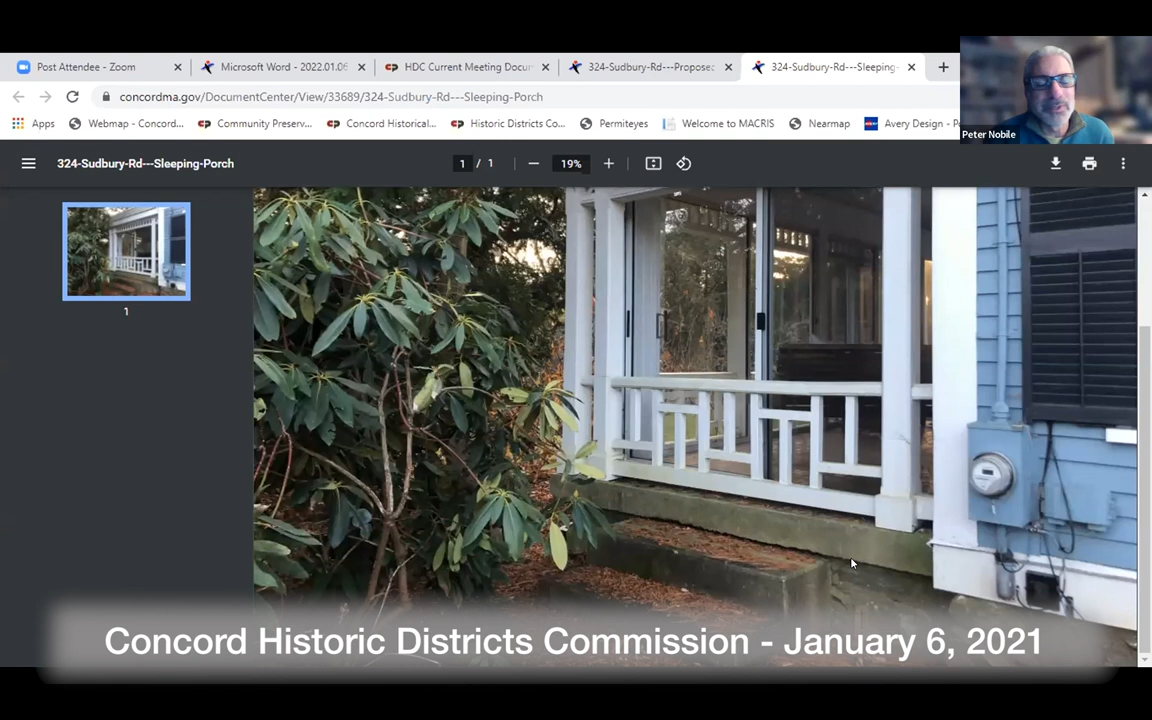 Post Attendee - Zoom
Microsoft Word - 2022.01.06
HDC Current Meeting Docum
324-Sudbury-Rd---Proposed
324-Sudbury-Rd---Sleeping-
concordma.gov/DocumentCenter/View/33689/324-Sudbury-Rd---Sleeping-Porch
Apps
Webmap - Concord...
Community Preserv...
Concord Historical...
Historic Districts Co...
Permiteyes
Welcome to MACRIS
Nearmap
Avery Design - P
Peter Nobile
324-Sudbury-Rd---Sleeping-Porch
1 / 1
19%
1
Concord Historic Districts Commission - January 6, 2021